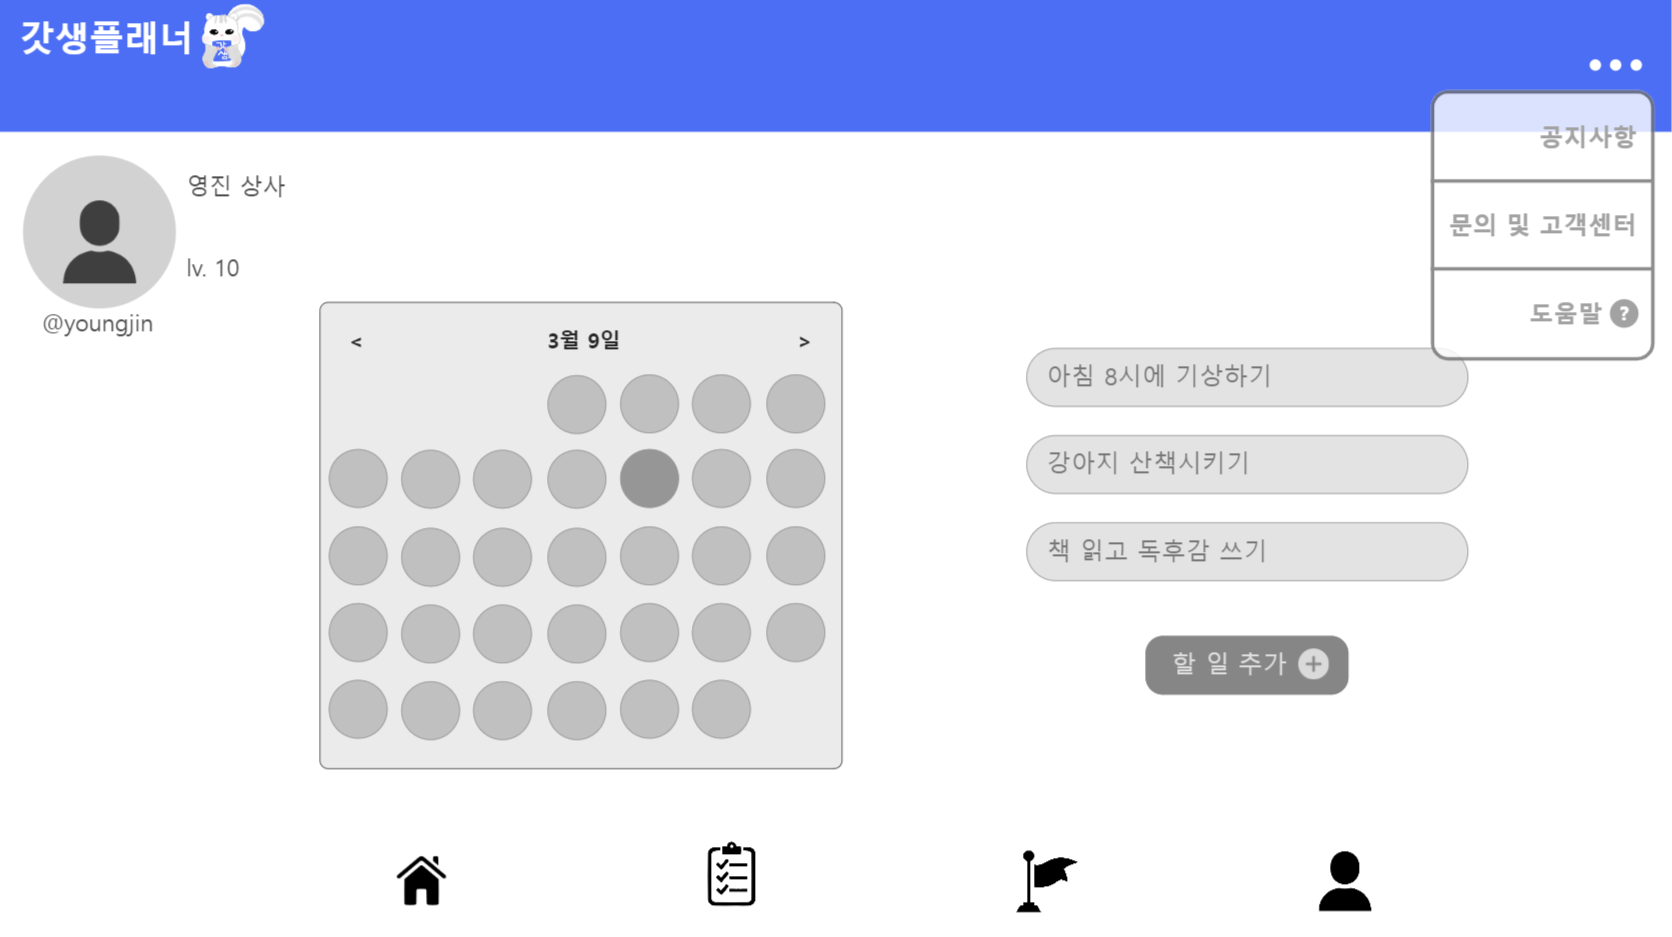 갓생플래너
갓생
공지사항
문의 및 고객센터
도움말 ?
영진 상사
lv. 10
@youngjin
< 3월 9일 >
아침 8시에 기상하기
강아지 산책시키기
책 읽고 독후감 쓰기
할 일 추가